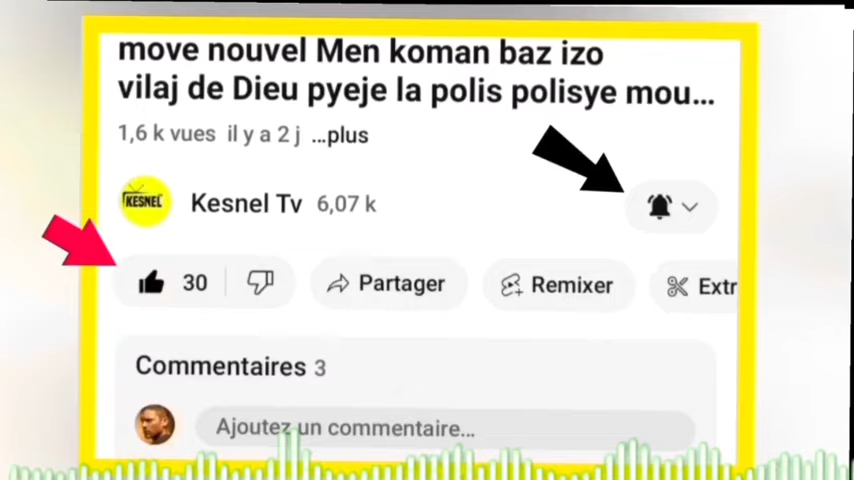 move nouvel Men koman baz izo
vilaj de Dieu pyeje la polis polisye mou...
1,6 k vues il y a 2 j ...plus
KESNEL
Kesnel Tv 6,07 k
30 Partager Remixer Extr
Commentaires 3
Ajoutez un commentaire...